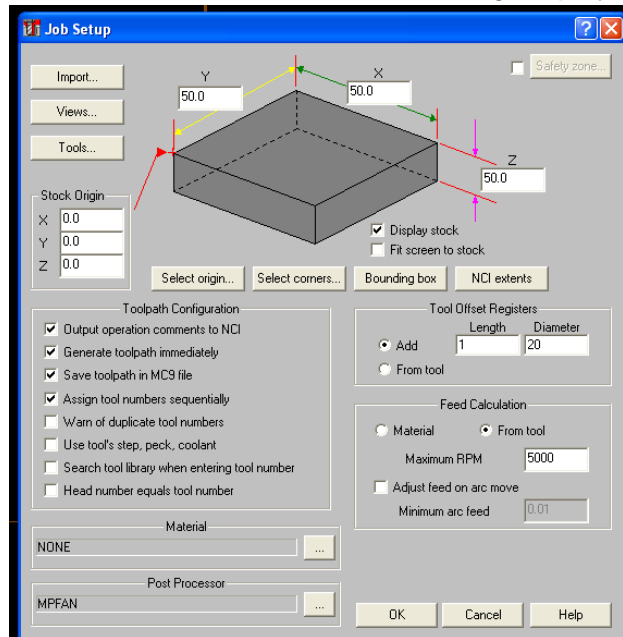 Job Setup
Import...
Views...
Tools...
Y
50.0
X
50.0
Safety zone...
Z
50.0
Stock Origin
X 0.0
Y 0.0
Z 0.0
Display stock
Fit screen to stock
Select origin... Select corners... Bounding box NCI extents
Toolpath Configuration
Output operation comments to NCI
Generate toolpath immediately
Save toolpath in MC9 file
Assign tool numbers sequentially
Warn of duplicate tool numbers
Use tool's step, peck, coolant
Search tool library when entering tool number
Head number equals tool number
Tool Offset Registers
Length Diameter
Add 1 20
From tool
Feed Calculation
Material From tool
Maximum RPM 5000
Adjust feed on arc move
Minimum arc feed 0.01
Material
NONE ...
Post Processor
MPFAN ...
OK Cancel Help